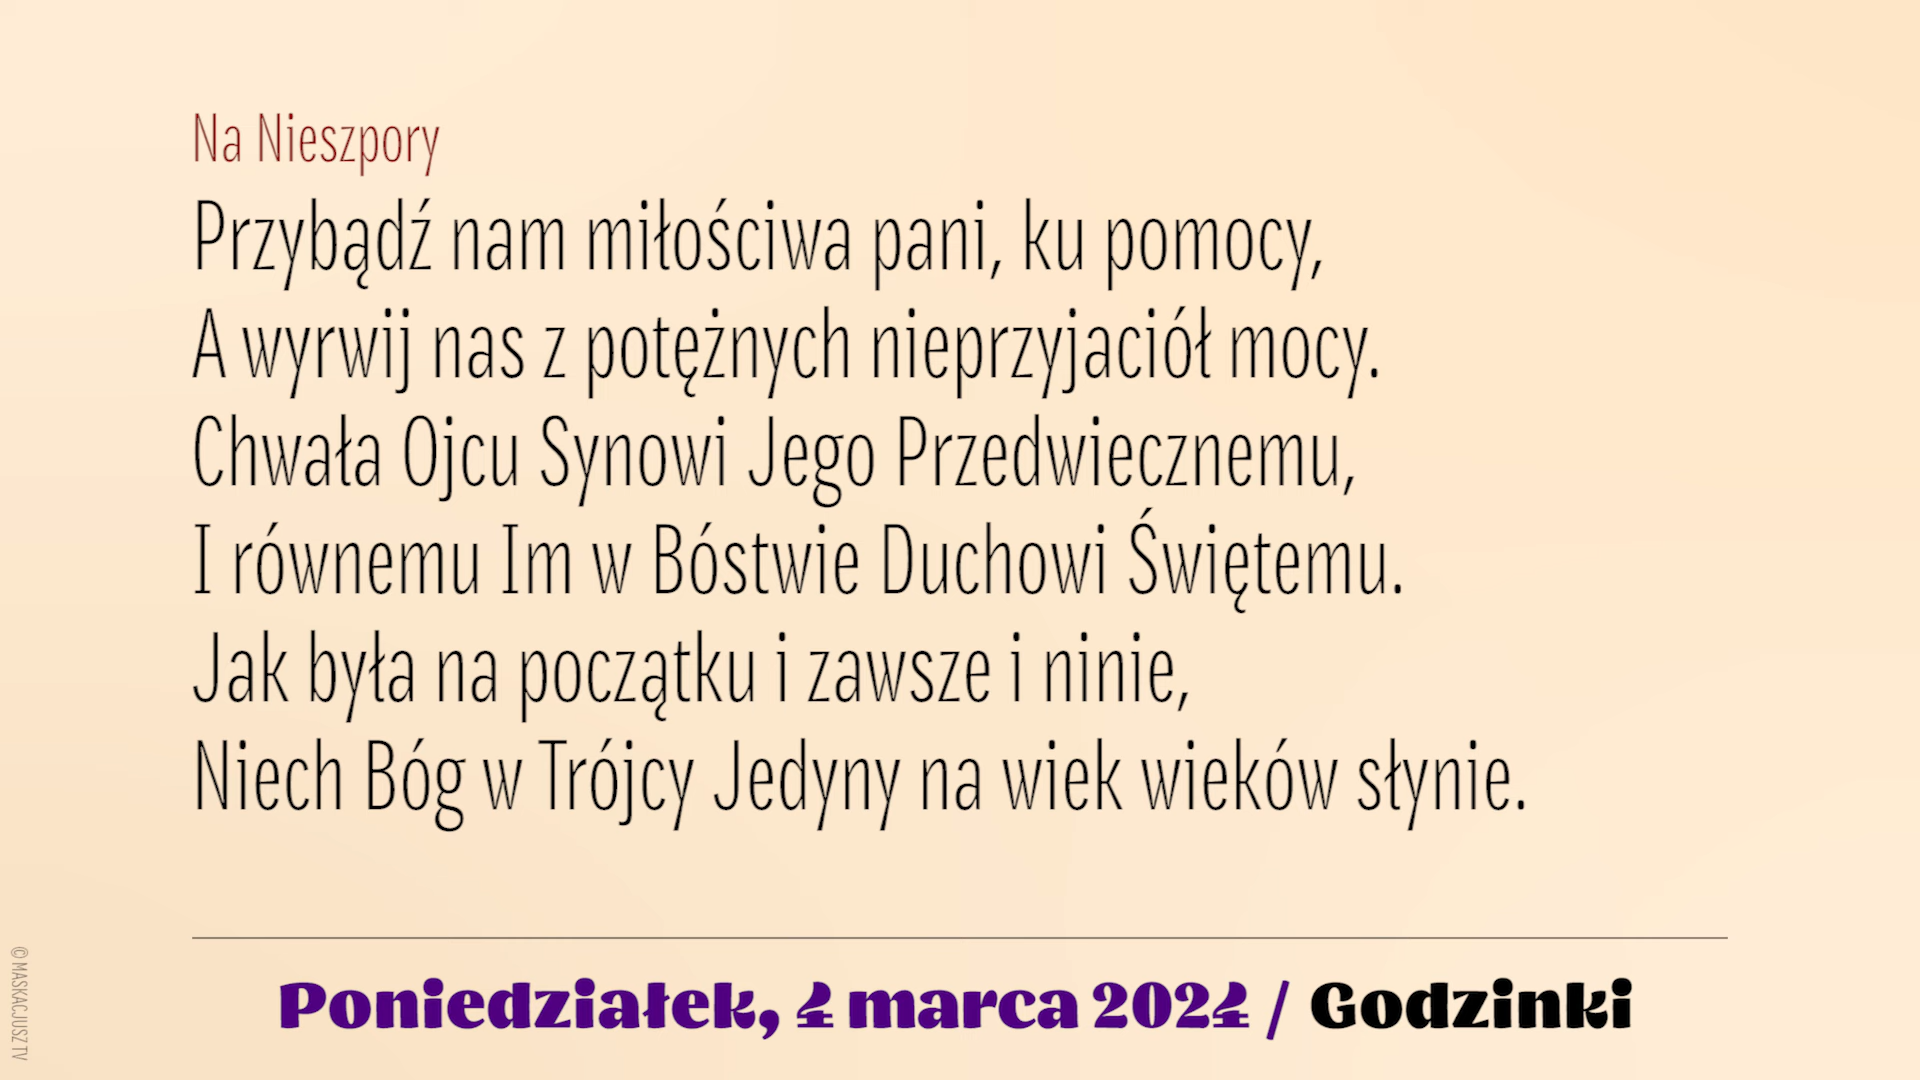 Na Nieszpory
Przybądź nam miłościwa pani, ku pomocy,
A wyrwij nas z potężnych nieprzyjaciół mocy.
Chwała Ojcu Synowi Jego Przedwiecznemu,
I równemu Im w Bóstwie Duchowi Świętemu.
Jak była na początku i zawsze i ninie,
Niech Bóg w Trójcy Jedyny na wiek wieków słynie.
Poniedziałek, 4 marca 2024 / Godzinki
© MASKACJUSZ TV